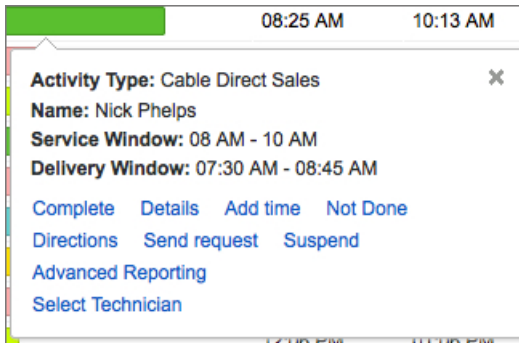 08:25 AM 10:13 AM
Activity Type: Cable Direct Sales
Name: Nick Phelps
Service Window: 08 AM - 10 AM
Delivery Window: 07:30 AM - 08:45 AM
Complete Details Add time Not Done
Directions Send request Suspend
Advanced Reporting
Select Technician